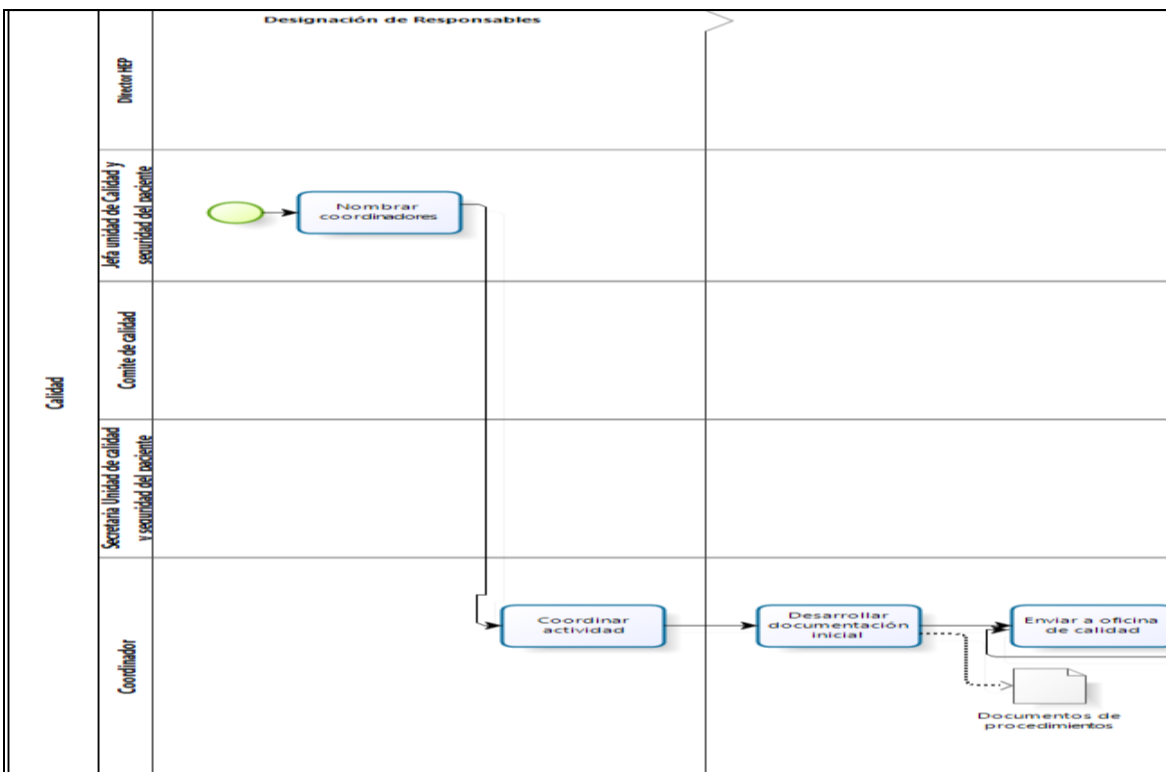 Designación de Responsables
Calidad
Director HEP
Jefa unidad de Calidad y
seguridad del paciente
Nombrar
coordinadores
Comite de calidad
Secretaria Unidad de calidad
y seguridad del paciente
Coordinador
Coordinar
actividad
Desarrollar
documentación
inicial
Enviar a oficina
de calidad
Documentos de
procedimientos